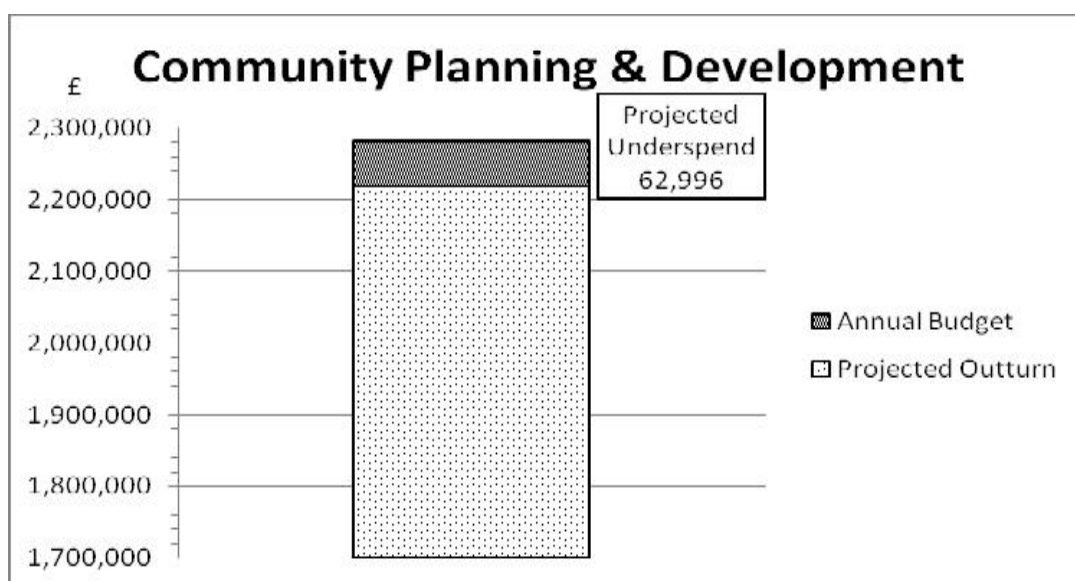 Community Planning & Development
£
Projected
Underspend
62,996
2,300,000
2,200,000
2,100,000
2,000,000
1,900,000
1,800,000
1,700,000
Annual Budget
Projected Outturn